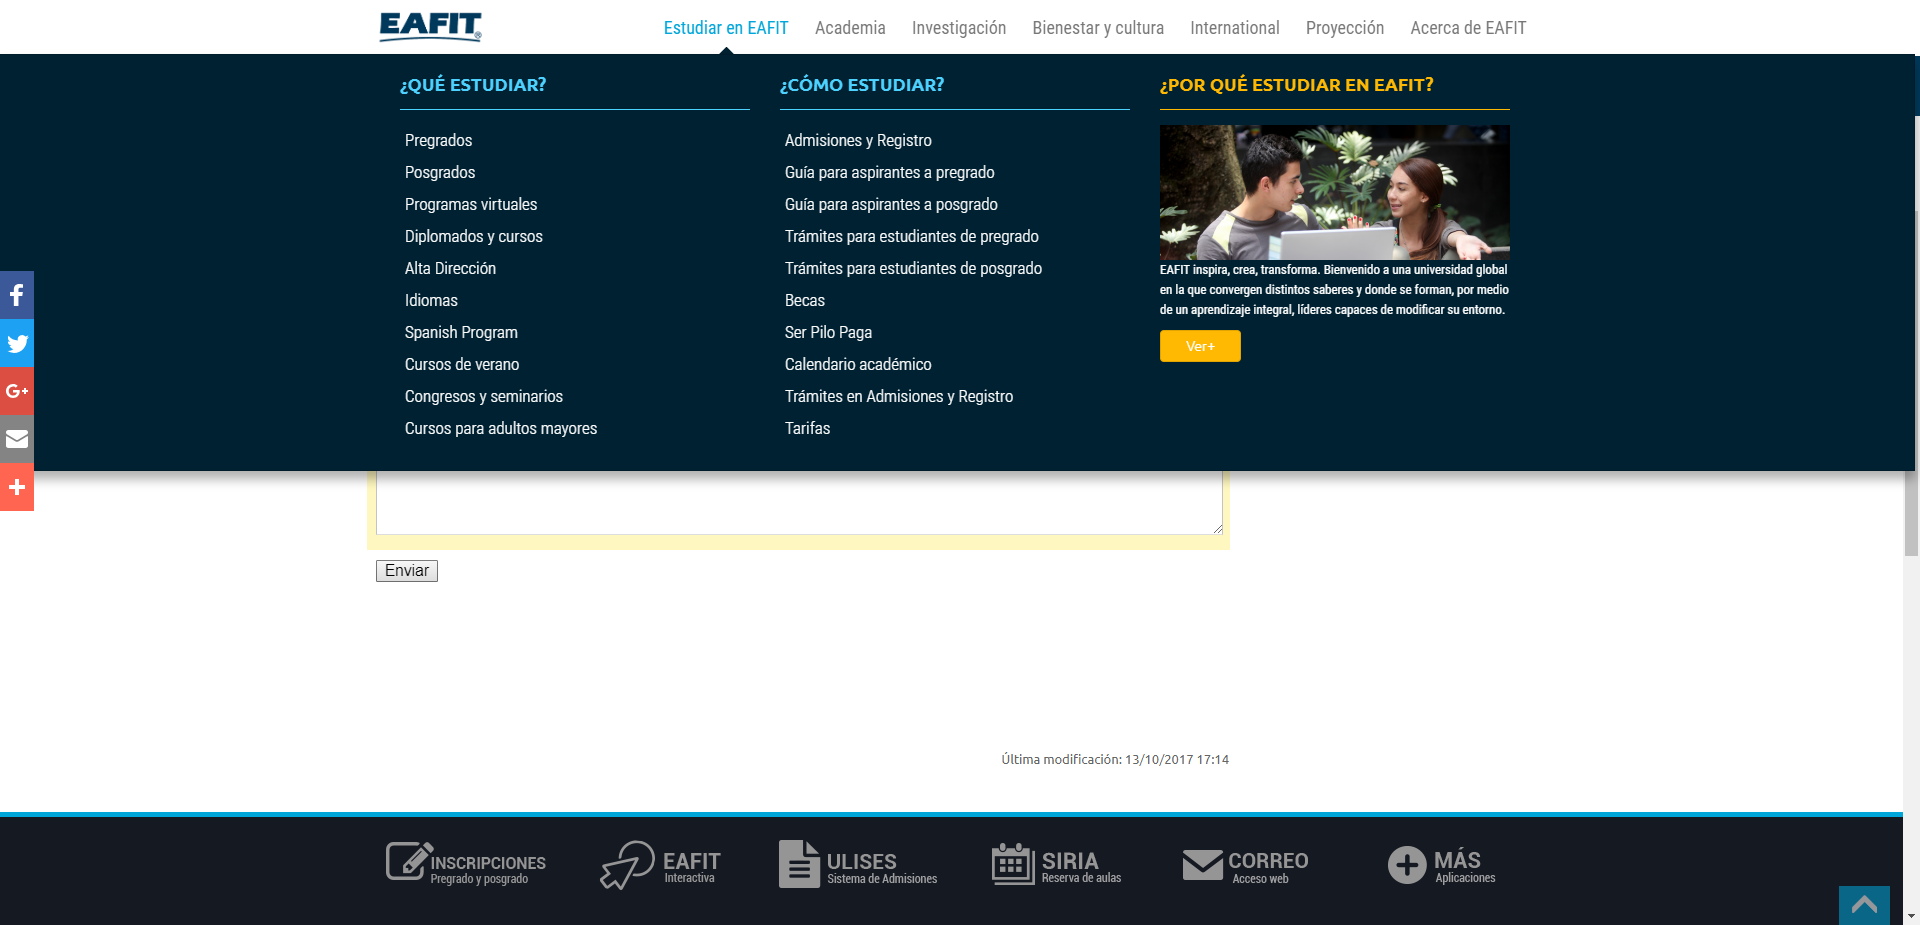 EAFIT®
Estudiar en EAFIT Academia Investigación Bienestar y cultura International Proyección Acerca de EAFIT
¿QUÉ ESTUDIAR?
Pregrados
Posgrados
Programas virtuales
Diplomados y cursos
Alta Dirección
Idiomas
Spanish Program
Cursos de verano
Congresos y seminarios
Cursos para adultos mayores
¿CÓMO ESTUDIAR?
Admisiones y Registro
Guía para aspirantes a pregrado
Guía para aspirantes a posgrado
Trámites para estudiantes de pregrado
Trámites para estudiantes de posgrado
Becas
Ser Pilo Paga
Calendario académico
Trámites en Admisiones y Registro
Tarifas
¿POR QUÉ ESTUDIAR EN EAFIT?
EAFIT inspira, crea, transforma. Bienvenido a una universidad global
en la que convergen distintos saberes y donde se forman, por medio
de un aprendizaje integral, líderes capaces de modificar su entorno.
Ver+
G+
Enviar
Última modificación: 13/10/2017 17:14
INSCRIPCIONES
Pregrado y posgrado
EAFIT
Interactiva
ULISES
Sistema de Admisiones
SIRIA
Reserva de aulas
CORREO
Acceso web
MÁS
Aplicaciones